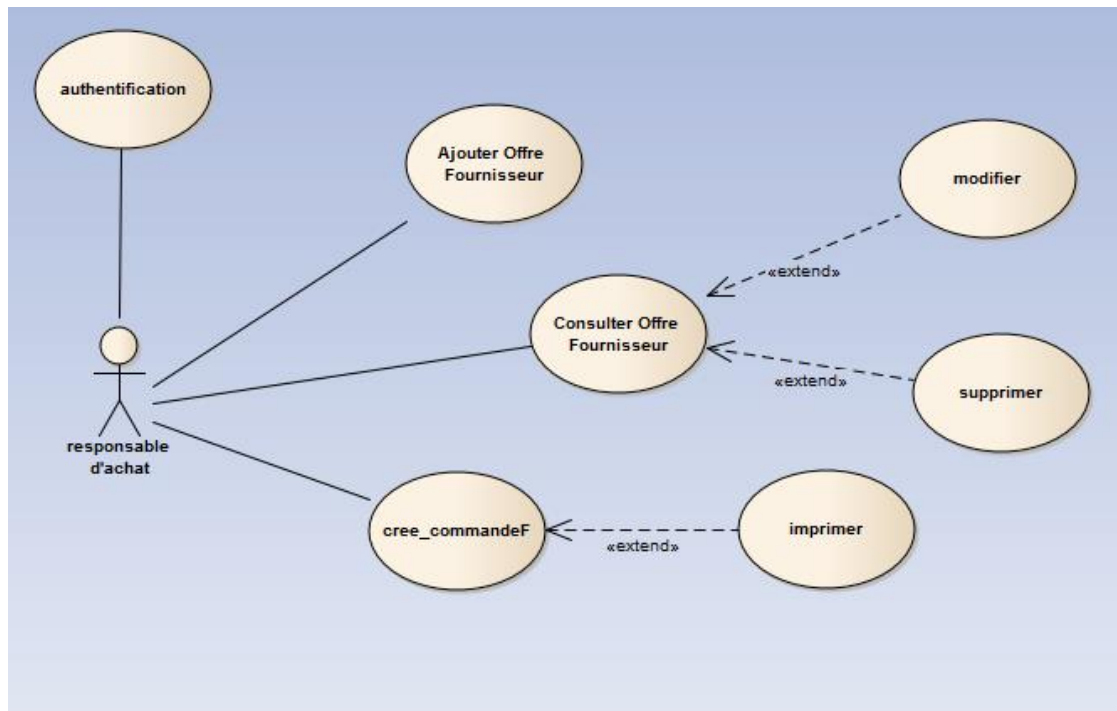 authentification
Ajouter Offre
Fournisseur
modifier
«extend»
Consulter Offre
Fournisseur
«extend»
supprimer
responsable
d'achat
cree_commandeF
«extend»
imprimer